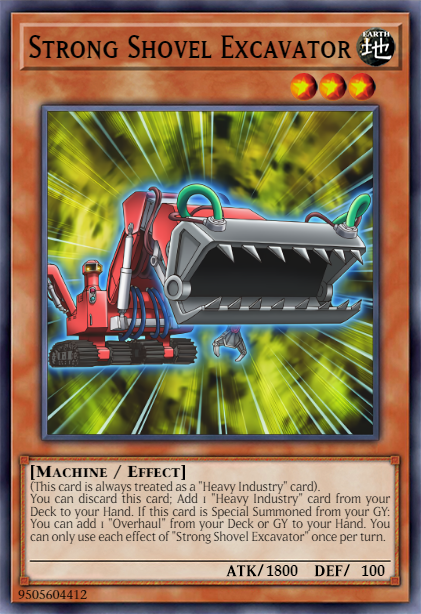 Strong Shovel Excavator
EARTH
地
[Machine / Effect]
(This card is always treated as a "Heavy Industry" card).
You can discard this card; Add 1 "Heavy Industry" card from your
Deck to your Hand. If this card is Special Summoned from your GY:
You can add 1 "Overhaul" from your Deck or GY to your Hand. You
can only use each effect of "Strong Shovel Excavator" once per turn.
ATK/1800 DEF/ 100
9505604412